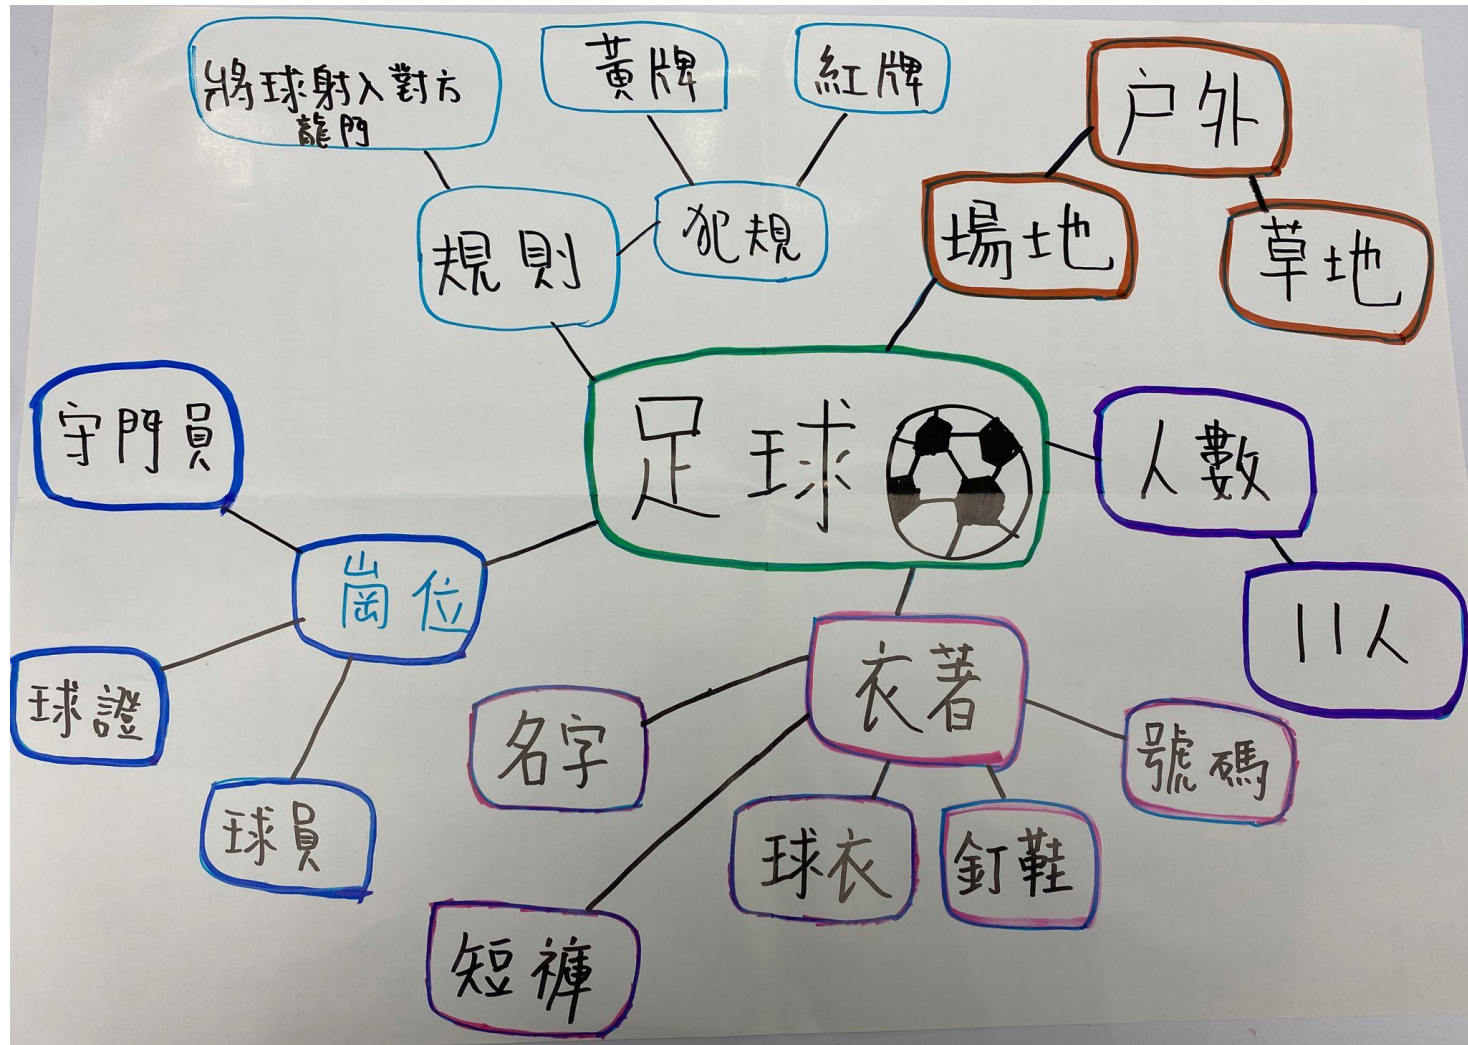 將球射入對方
龍門
黃牌
紅牌
户外
規則
犯規
場地
草地
守門員
足球
人數
崗位
11人
球證
名字
衣著
號碼
球員
球衣
釘鞋
短褲